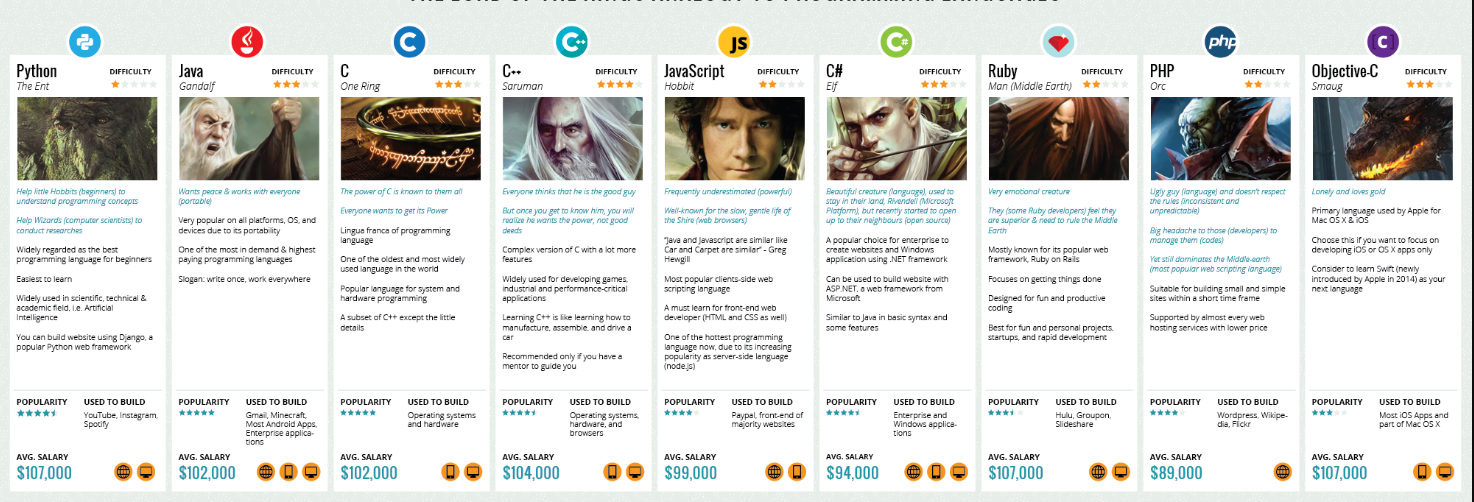 THE LORD OF THE RINGS ANALOGY TO PROGRAMMING LANGUAGES
Python
DIFFICULTY
The Ent
Help little Hobbits (beginners) to
understand programming concepts
Help Wizards (computer scientists) to
conduct researches
Widely regarded as the best
programming language for beginners
Easiest to learn
Widely used in scientific, technical &
academic field, i.e. Artificial
Intelligence
You can build website using Django, a
popular Python web framework
POPULARITY
USED TO BUILD
YouTube, Instagram,
Spotify
AVG. SALARY
$107,000
Java
DIFFICULTY
Gandalf
Wants peace & works with everyone
(portable)
Very popular on all platforms, OS, and
devices due to its portability
One of the most in demand & highest
paying programming languages
Slogan: write once, work everywhere
POPULARITY
USED TO BUILD
Gmail, Minecraft,
Most Android Apps,
Enterprise applica-
tions
AVG. SALARY
$102,000
C
C
DIFFICULTY
One Ring
The power of C is known to them all
Everyone wants to get its Power
Lingua franca of programming
language
One of the oldest and most widely
used language in the world
Popular language for system and
hardware programming
A subset of C++ except the little
details
POPULARITY
USED TO BUILD
Operating systems
and hardware
AVG. SALARY
$102,000
C++
C++
DIFFICULTY
Saruman
Everyone thinks that he is the good guy
But once you get to know him, you will
realize he wants the power, not good
deeds
Complex version of C with a lot more
features
Widely used for developing games,
industrial and performance-critical
applications
Learning C++ is like learning how to
manufacture, assemble, and drive a
car
Recommended only if you have a
mentor to guide you
POPULARITY
USED TO BUILD
Operating systems,
hardware, and
browsers
AVG. SALARY
$104,000
JS
JavaScript
DIFFICULTY
Hobbit
Frequently underestimated (powerful)
Well-known for the slow, gentle life of
the Shire (web browsers)
"Java and Javascript are similar like
Car and Carpet are similar" - Greg
Hewgill
Most popular clients-side web
scripting language
A must learn for front-end web
developer (HTML and CSS as well)
One of the hottest programming
language now, due to its increasing
popularity as server-side language
(node.js)
POPULARITY
USED TO BUILD
Paypal, front-end of
majority websites
AVG. SALARY
$99,000
C#
C#
DIFFICULTY
Elf
Beautiful creature (language), used to
stay in their land, Rivendell (Microsoft
Platform), but recently started to open
up to their neighbours (open source)
A popular choice for enterprise to
create websites and Windows
application using .NET framework
Can be used to build website with
ASP.NET, a web framework from
Microsoft
Similar to Java in basic syntax and
some features
POPULARITY
USED TO BUILD
Enterprise and
Windows applica-
tions
AVG. SALARY
$94,000
Ruby
DIFFICULTY
Man (Middle Earth)
Very emotional creature
They (some Ruby developers) feel they
are superior & need to rule the Middle
Earth
Mostly known for its popular web
framework, Ruby on Rails
Focuses on getting things done
Designed for fun and productive
coding
Best for fun and personal projects,
startups, and rapid development
POPULARITY
USED TO BUILD
Hulu, Groupon,
Slideshare
AVG. SALARY
$107,000
php
PHP
DIFFICULTY
Orc
Ugly guy (language) and doesn't respect
the rules (inconsistent and
unpredictable)
Big headache to those (developers) to
manage them (codes)
Yet still dominates the Middle-earth
(most popular web scripting language)
Suitable for building small and simple
sites within a short time frame
Supported by almost every web
hosting services with lower price
POPULARITY
USED TO BUILD
Wordpress, Wikipe-
dia, Flickr
AVG. SALARY
$89,000
[C]
Objective-C
DIFFICULTY
Smaug
Lonely and loves gold
Primary language used by Apple for
Mac OS X & iOS
Choose this if you want to focus on
developing iOS or OS X apps only
Consider to learn Swift (newly
introduced by Apple in 2014) as your
next language
POPULARITY
USED TO BUILD
Most iOS Apps and
part of Mac OS X
AVG. SALARY
$107,000